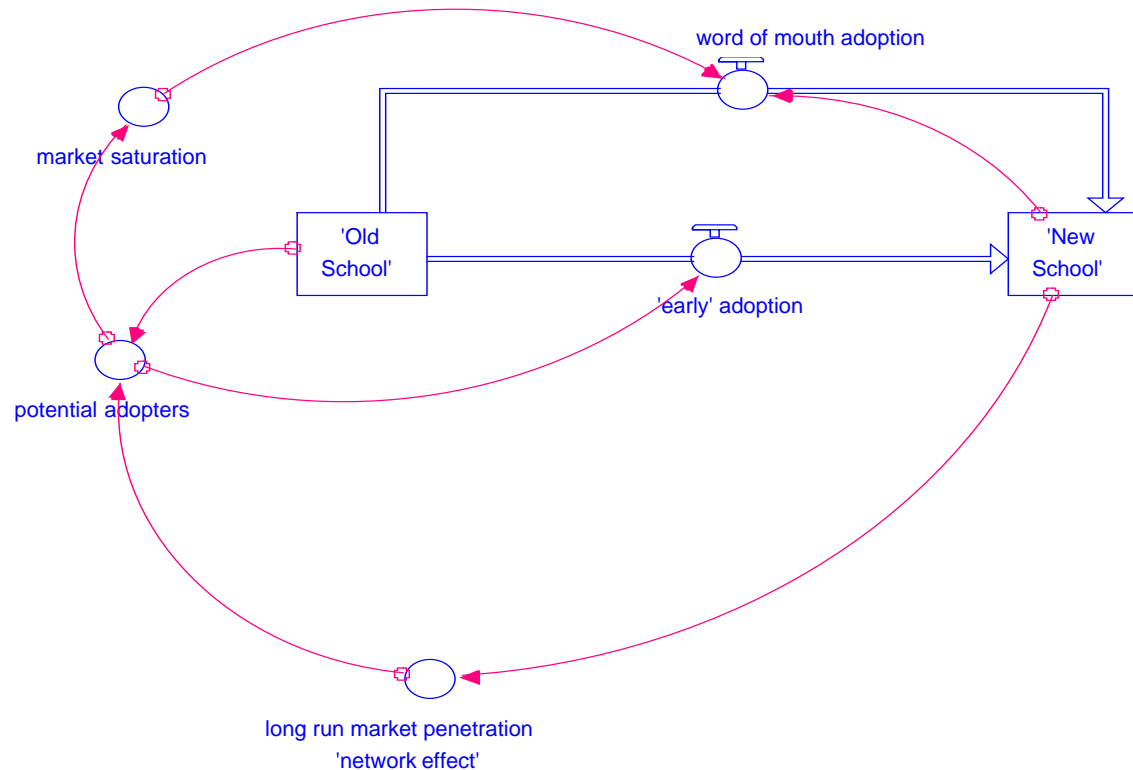 word of mouth adoption
market saturation
'Old
School'
'New
School'
'early' adoption
potential adopters
long run market penetration
'network effect'